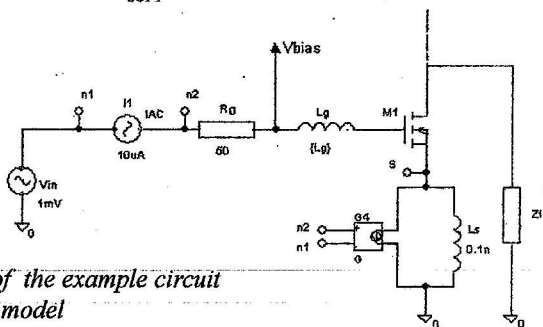 Vbias
n1
I1
IAC
n2
Rg
Lg
M1
10uA
50
{Lg}
S
Vin
1mV
n2
n1
G4
Ls
0.1n
Zl
0
0
0
of the example circuit
model